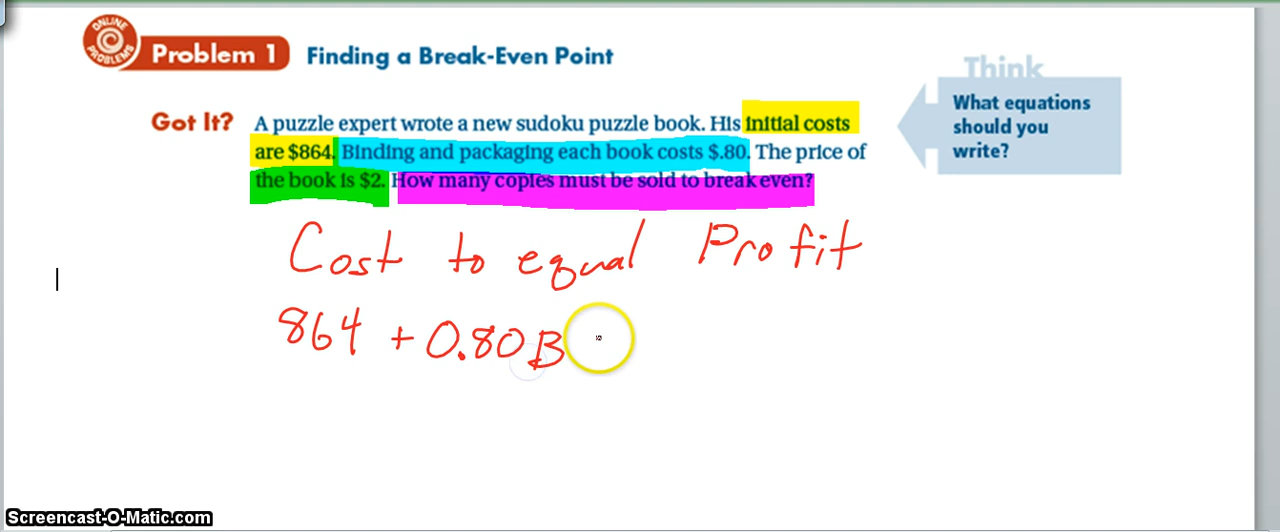 ONLINE PROBLEMS
Problem 1 Finding a Break-Even Point
Think
What equations
should you
write?
Got It? A puzzle expert wrote a new sudoku puzzle book. His initial costs
are $864. Binding and packaging each book costs $.80. The price of
the book is $2. How many copies must be sold to break even?
Cost to equal Profit
864 + 0.80B
Screencast-O-Matic.com